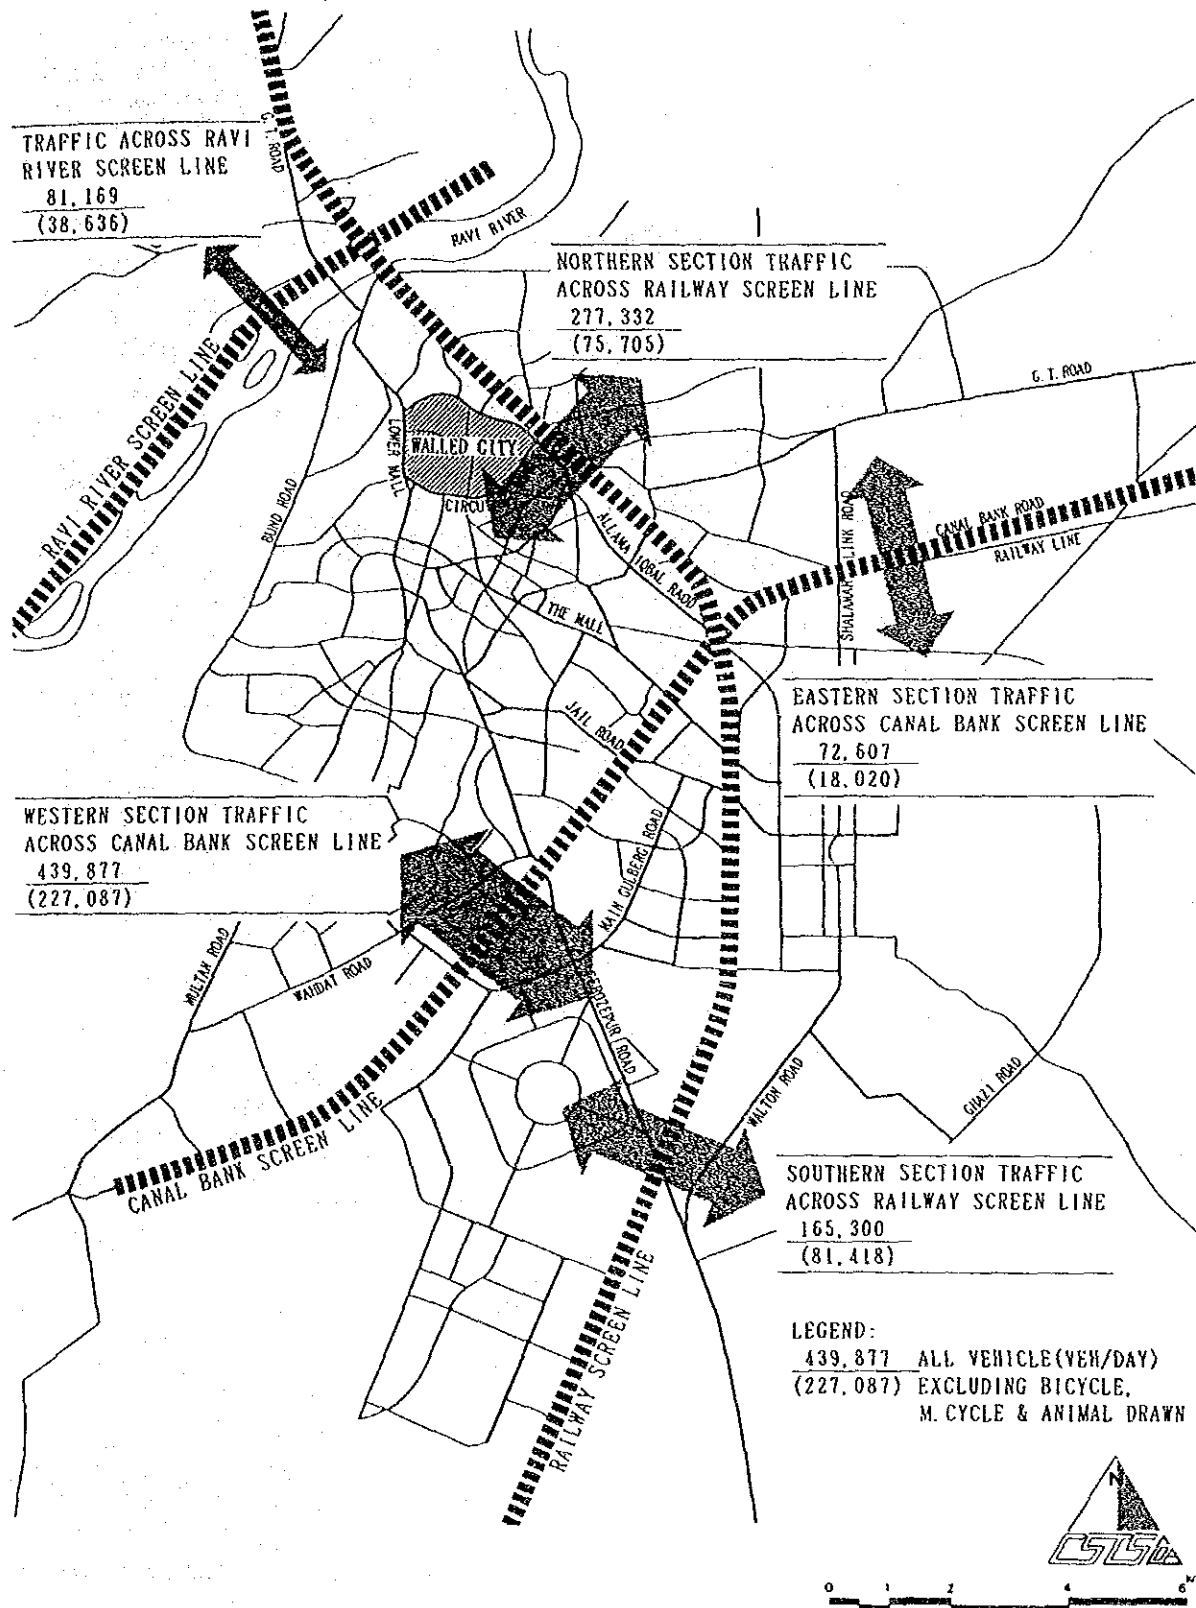 G. T. ROAD
TRAFFIC ACROSS RAVI
RIVER SCREEN LINE
81,169
(38,636)
RAVI RIVER
NORTHERN SECTION TRAFFIC
ACROSS RAILWAY SCREEN LINE
277,332
(75,705)
G. T. ROAD
RAVI RIVER SCREEN LINE
LOWER MALL
WALLED CITY
BUND ROAD
CIRCU
ALLAMA IQBAL RAOD
CANAL BANK ROAD
RAILWAY LINE
SHALAMAR LINK ROAD
THE MALL
JAIL ROAD
EASTERN SECTION TRAFFIC
ACROSS CANAL BANK SCREEN LINE
72,607
(18,020)
WESTERN SECTION TRAFFIC
ACROSS CANAL BANK SCREEN LINE
439,877
(227,087)
MAIN GULBERG ROAD
MULTAN ROAD
WAHDAT ROAD
FEROZEPUR ROAD
WALTON ROAD
GHAZI ROAD
CANAL BANK SCREEN LINE
SOUTHERN SECTION TRAFFIC
ACROSS RAILWAY SCREEN LINE
165,300
(81,418)
RAILWAY SCREEN LINE
LEGEND:
439,877 ALL VEHICLE(VEH/DAY)
(227,087) EXCLUDING BICYCLE,
M. CYCLE & ANIMAL DRAWN
N
0 1 2 4 6